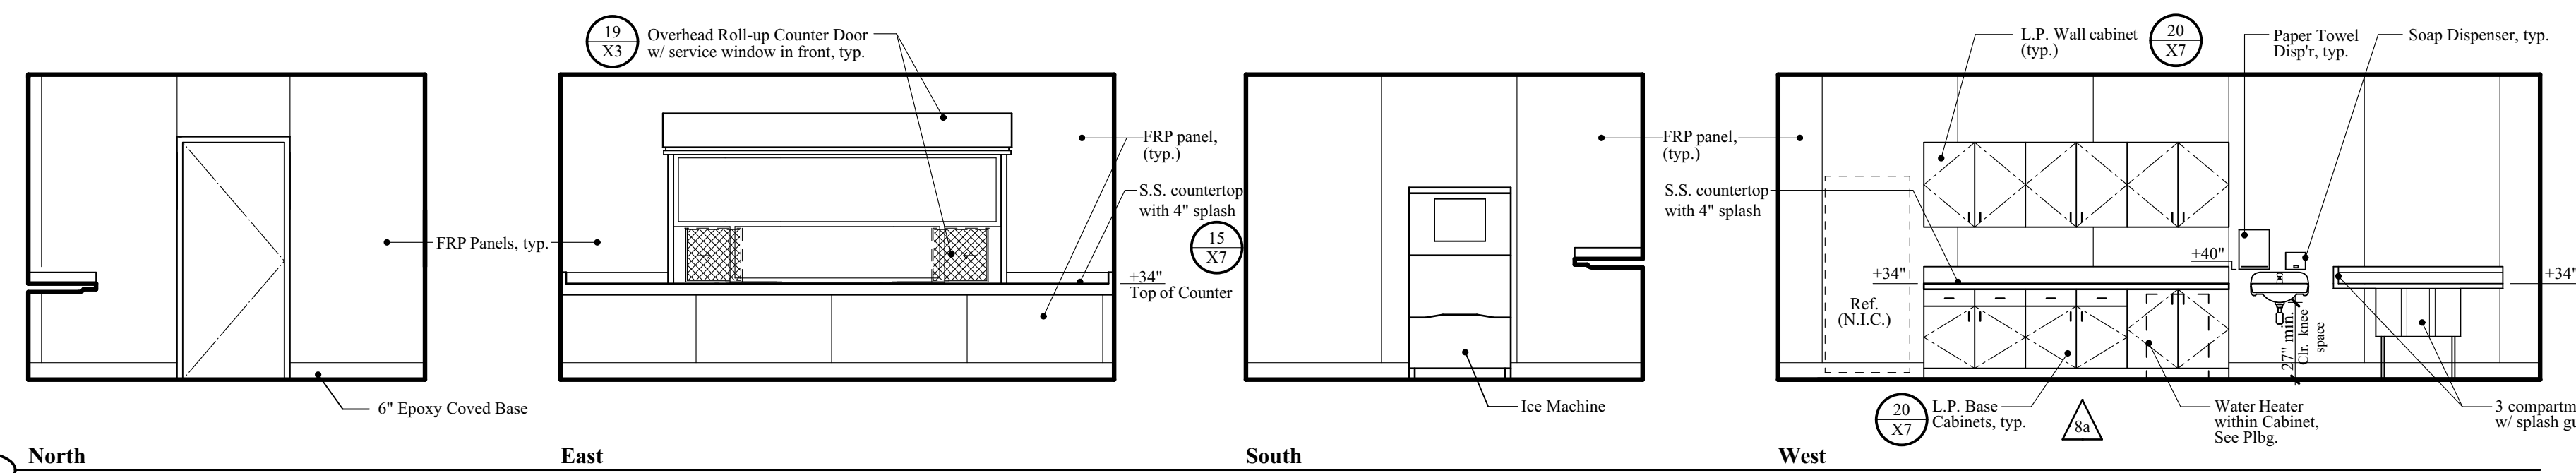 19
X3
Overhead Roll-up Counter Door
w/ service window in front, typ.
L.P. Wall cabinet
(typ.)
20
X7
Paper Towel
Disp'r, typ.
Soap Dispenser, typ.
FRP panel,
(typ.)
FRP panel,
(typ.)
S.S. countertop
with 4" splash
S.S. countertop
with 4" splash
FRP Panels, typ.
15
X7
+40"
+34"
Top of Counter
+34"
+34"
Ref.
(N.I.C.)
27" min.
Clr. knee
space
6" Epoxy Coved Base
Ice Machine
20
X7
L.P. Base
Cabinets, typ.
8a
Water Heater
within Cabinet,
See Plbg.
3 compartm
w/ splash gu
North
East
South
West